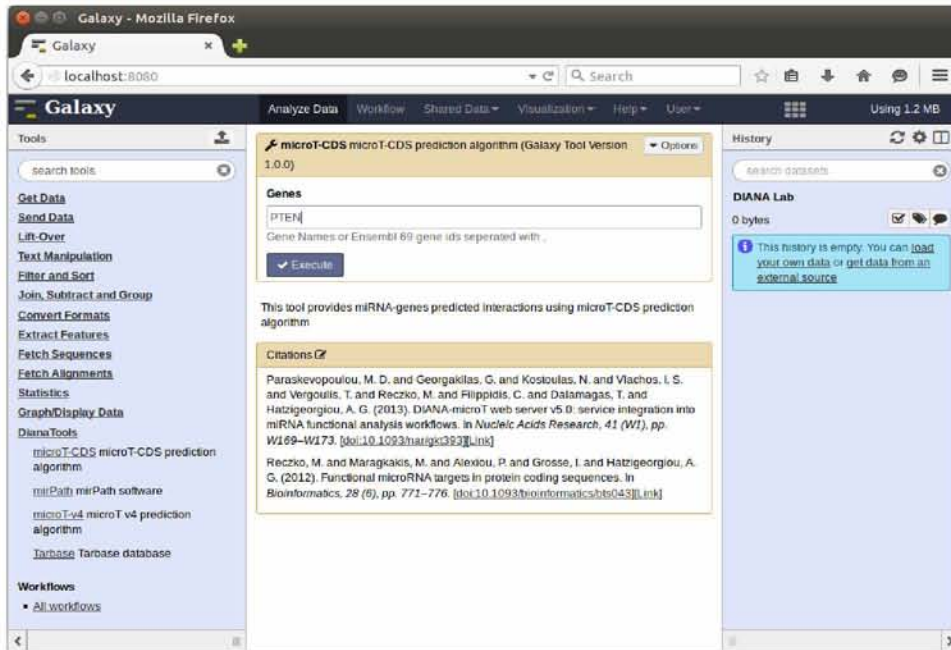 Galaxy - Mozilla Firefox
Galaxy
localhost:8080
Search
Galaxy
Analyze Data
Workflow
Shared Data
Visualization
Help
User
Using 1.2 MB
Tools
search tools
Get Data
Send Data
Lift-Over
Text Manipulation
Filter and Sort
Join, Subtract and Group
Convert Formats
Extract Features
Fetch Sequences
Fetch Alignments
Statistics
Graph/Display Data
DianaTools
microT-CDS microT-CDS prediction
algorithm
mirPath mirPath software
microT-v4 microT v4 prediction
algorithm
Tarbase Tarbase database
Workflows
All workflows
microT-CDS microT-CDS prediction algorithm (Galaxy Tool Version
1.0.0)
Options
Genes
PTEN
Gene Names or Ensembl 69 gene ids seperated with ,
Execute
This tool provides miRNA-genes predicted interactions using microT-CDS prediction
algorithm
Citations
Paraskevopoulou, M. D. and Georgakilas, G. and Kostoulas, N. and Vlachos, I. S.
and Vergoulis, T. and Reczko, M. and Filippidis, C. and Dalamagas, T. and
Hatzigeorgiou, A. G. (2013). DIANA-microT web server v5.0: service integration into
miRNA functional analysis workflows. In Nucleic Acids Research, 41 (W1), pp.
W169–W173. [doi:10.1093/nar/gkt393][Link]
Reczko, M. and Maragkakis, M. and Alexiou, P. and Grosse, I. and Hatzigeorgiou, A.
G. (2012). Functional microRNA targets in protein coding sequences. In
Bioinformatics, 28 (6), pp. 771–776. [doi:10.1093/bioinformatics/bts043][Link]
History
search datasets
DIANA Lab
0 bytes
This history is empty. You can load
your own data or get data from an
external source